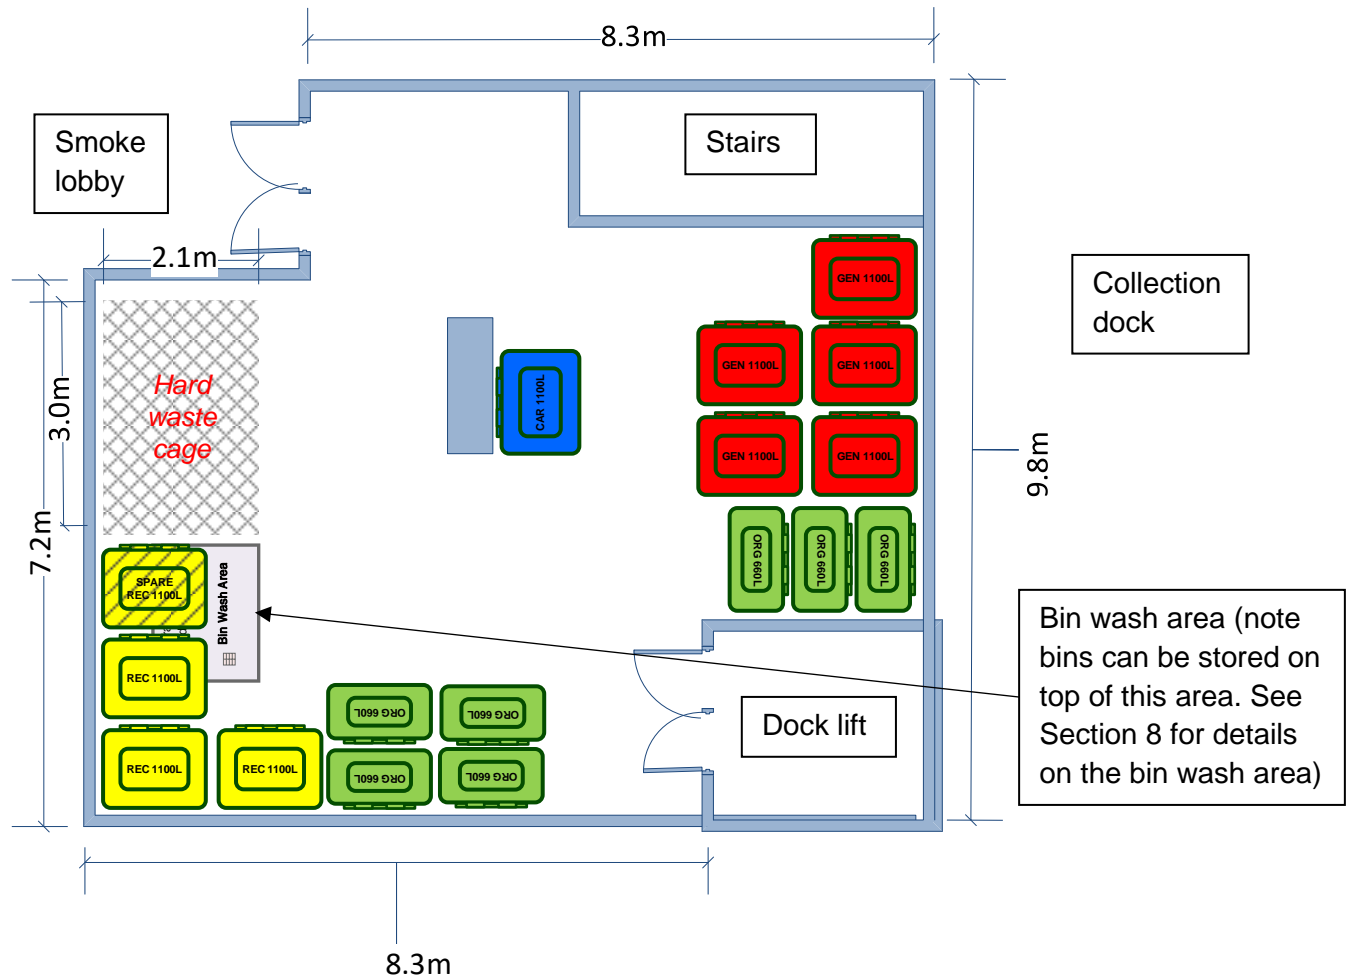 8.3m
Smoke
lobby
Stairs
2.1m
Collection
dock
GEN 1100L
GEN 1100L
GEN 1100L
GEN 1100L
GEN 1100L
CAR 1100L
Hard
waste
cage
3.0m
7.2m
9.8m
ORG 660L
ORG 660L
ORG 660L
SPARE
REC 1100L
Bin Wash Area
REC 1100L
REC 1100L
REC 1100L
ORG 660L
ORG 660L
ORG 660L
ORG 660L
Dock lift
Bin wash area (note
bins can be stored on
top of this area. See
Section 8 for details
on the bin wash area)
8.3m